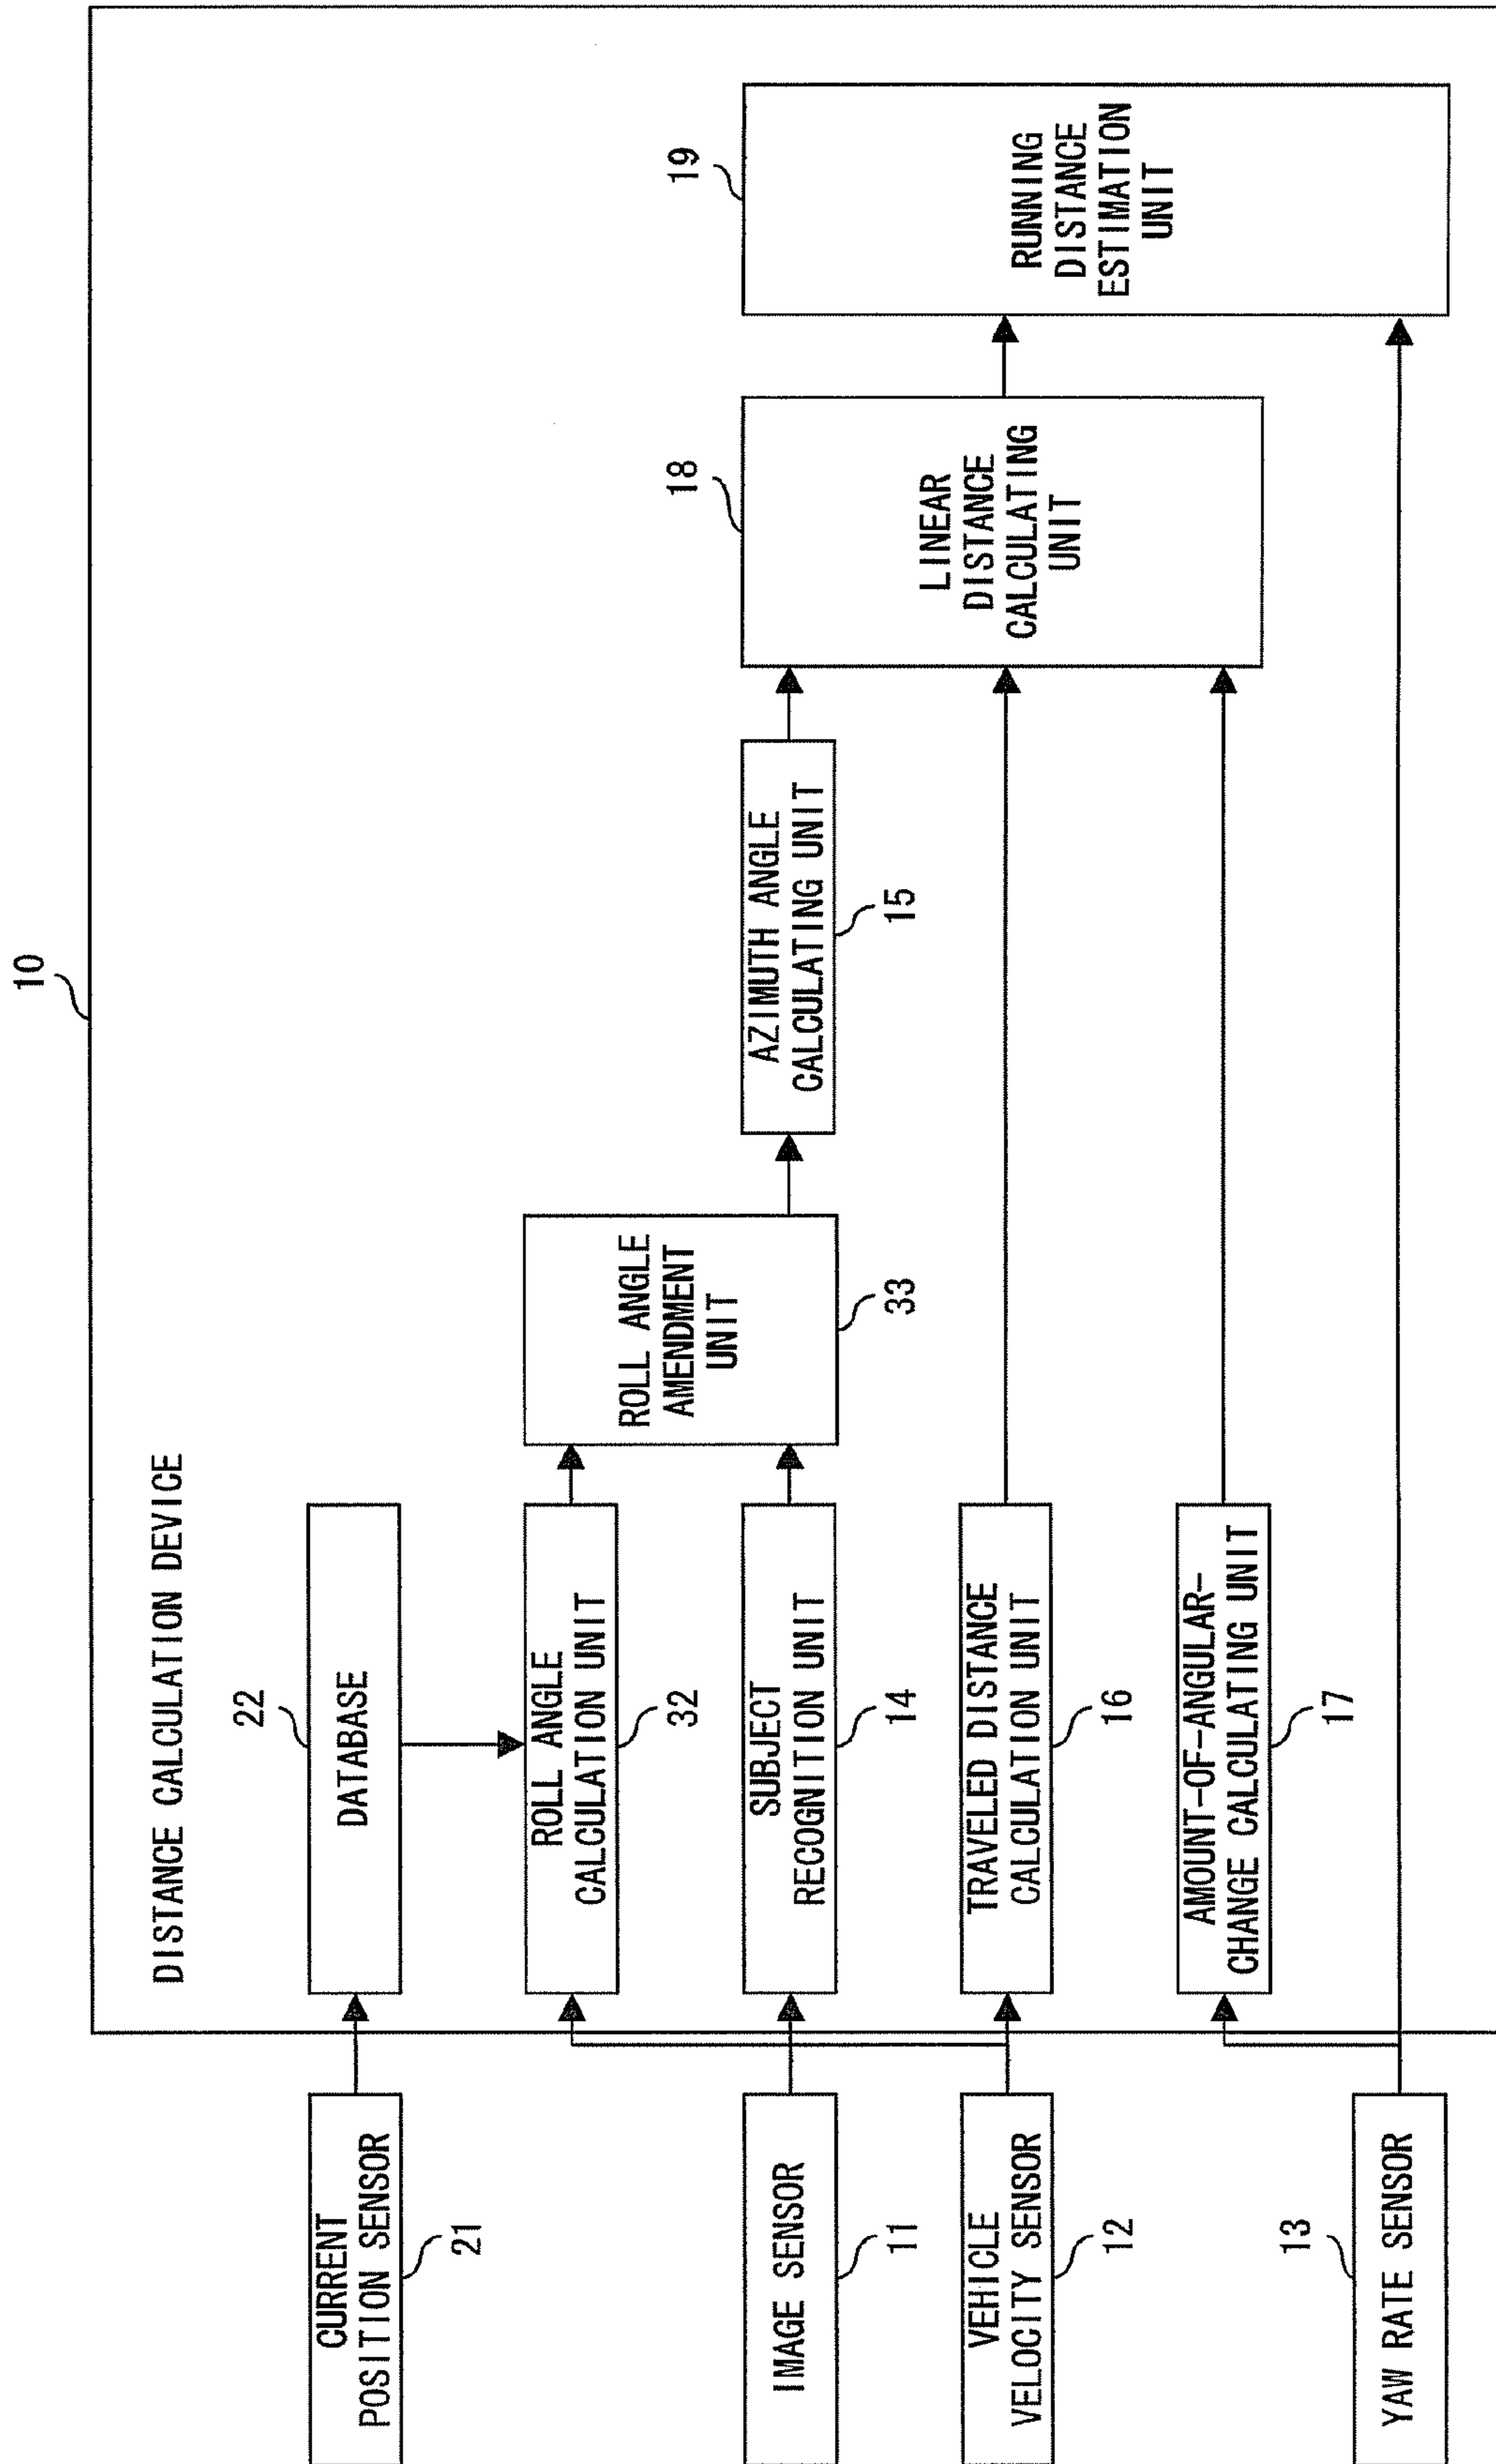 10
DISTANCE CALCULATION DEVICE
CURRENT
POSITION SENSOR
21
22
DATABASE
ROLL ANGLE
CALCULATION UNIT
32
IMAGE SENSOR
11
SUBJECT
RECOGNITION UNIT
14
ROLL ANGLE
AMENDMENT
UNIT
33
AZIMUTH ANGLE
CALCULATING UNIT
15
VEHICLE
VELOCITY SENSOR
12
TRAVELED DISTANCE
CALCULATION UNIT
16
AMOUNT-OF-ANGULAR-
CHANGE CALCULATING UNIT
17
18
LINEAR
DISTANCE
CALCULATING
UNIT
19
RUNNING
DISTANCE
ESTIMATION
UNIT
13
YAW RATE SENSOR